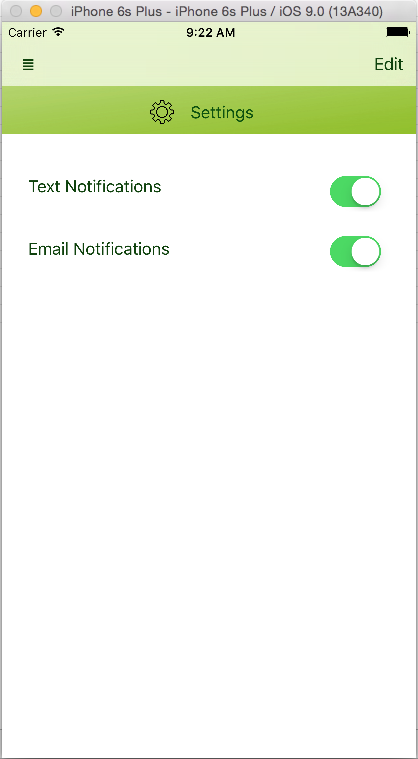 iPhone 6s Plus - iPhone 6s Plus / iOS 9.0 (13A340)
Carrier 9:22 AM
Edit
Settings
Text Notifications
Email Notifications